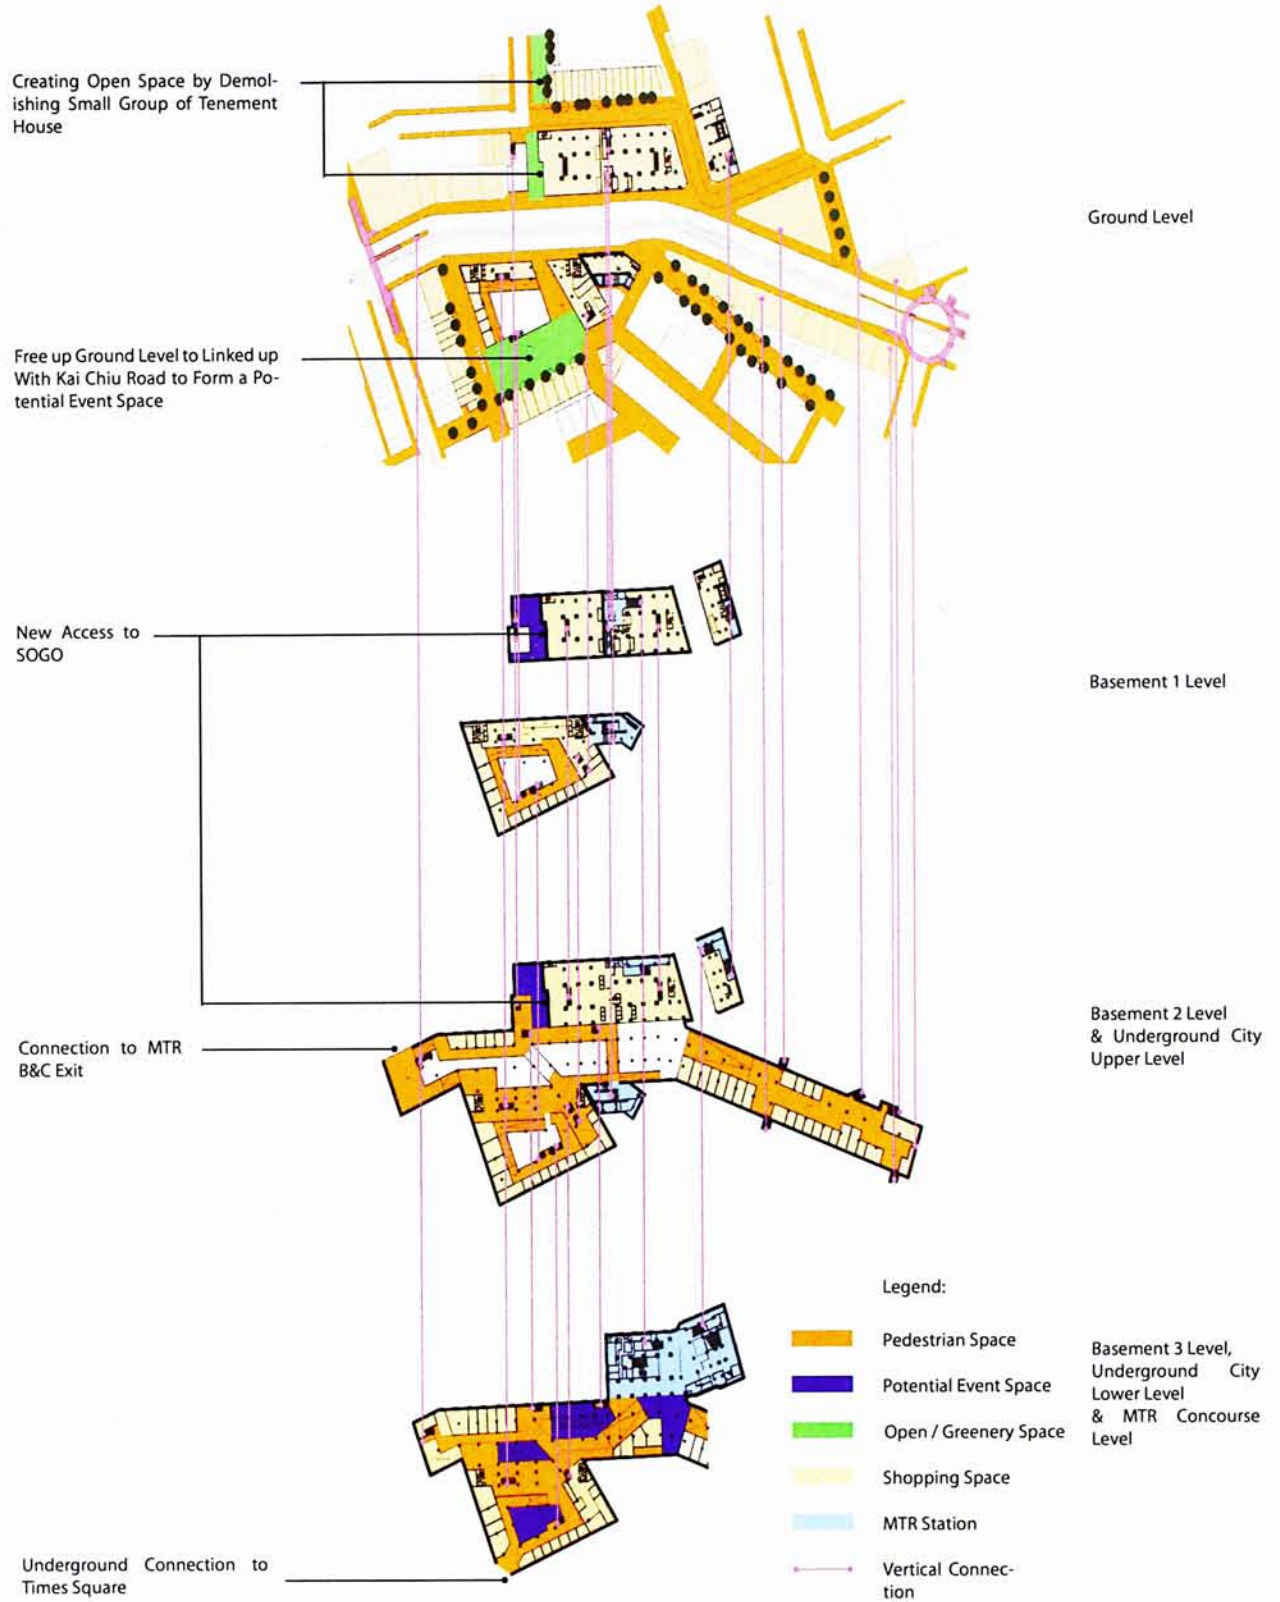 Creating Open Space by Demol-
ishing Small Group of Tenement
House
Ground Level
Free up Ground Level to Linked up
With Kai Chiu Road to Form a Po-
tential Event Space
New Access to
SOGO
Basement 1 Level
Basement 2 Level
& Underground City
Upper Level
Connection to MTR
B&C Exit
Legend:
Pedestrian Space
Potential Event Space
Open / Greenery Space
Shopping Space
MTR Station
Vertical Connec-
tion
Basement 3 Level,
Underground City
Lower Level
& MTR Concourse
Level
Underground Connection to
Times Square